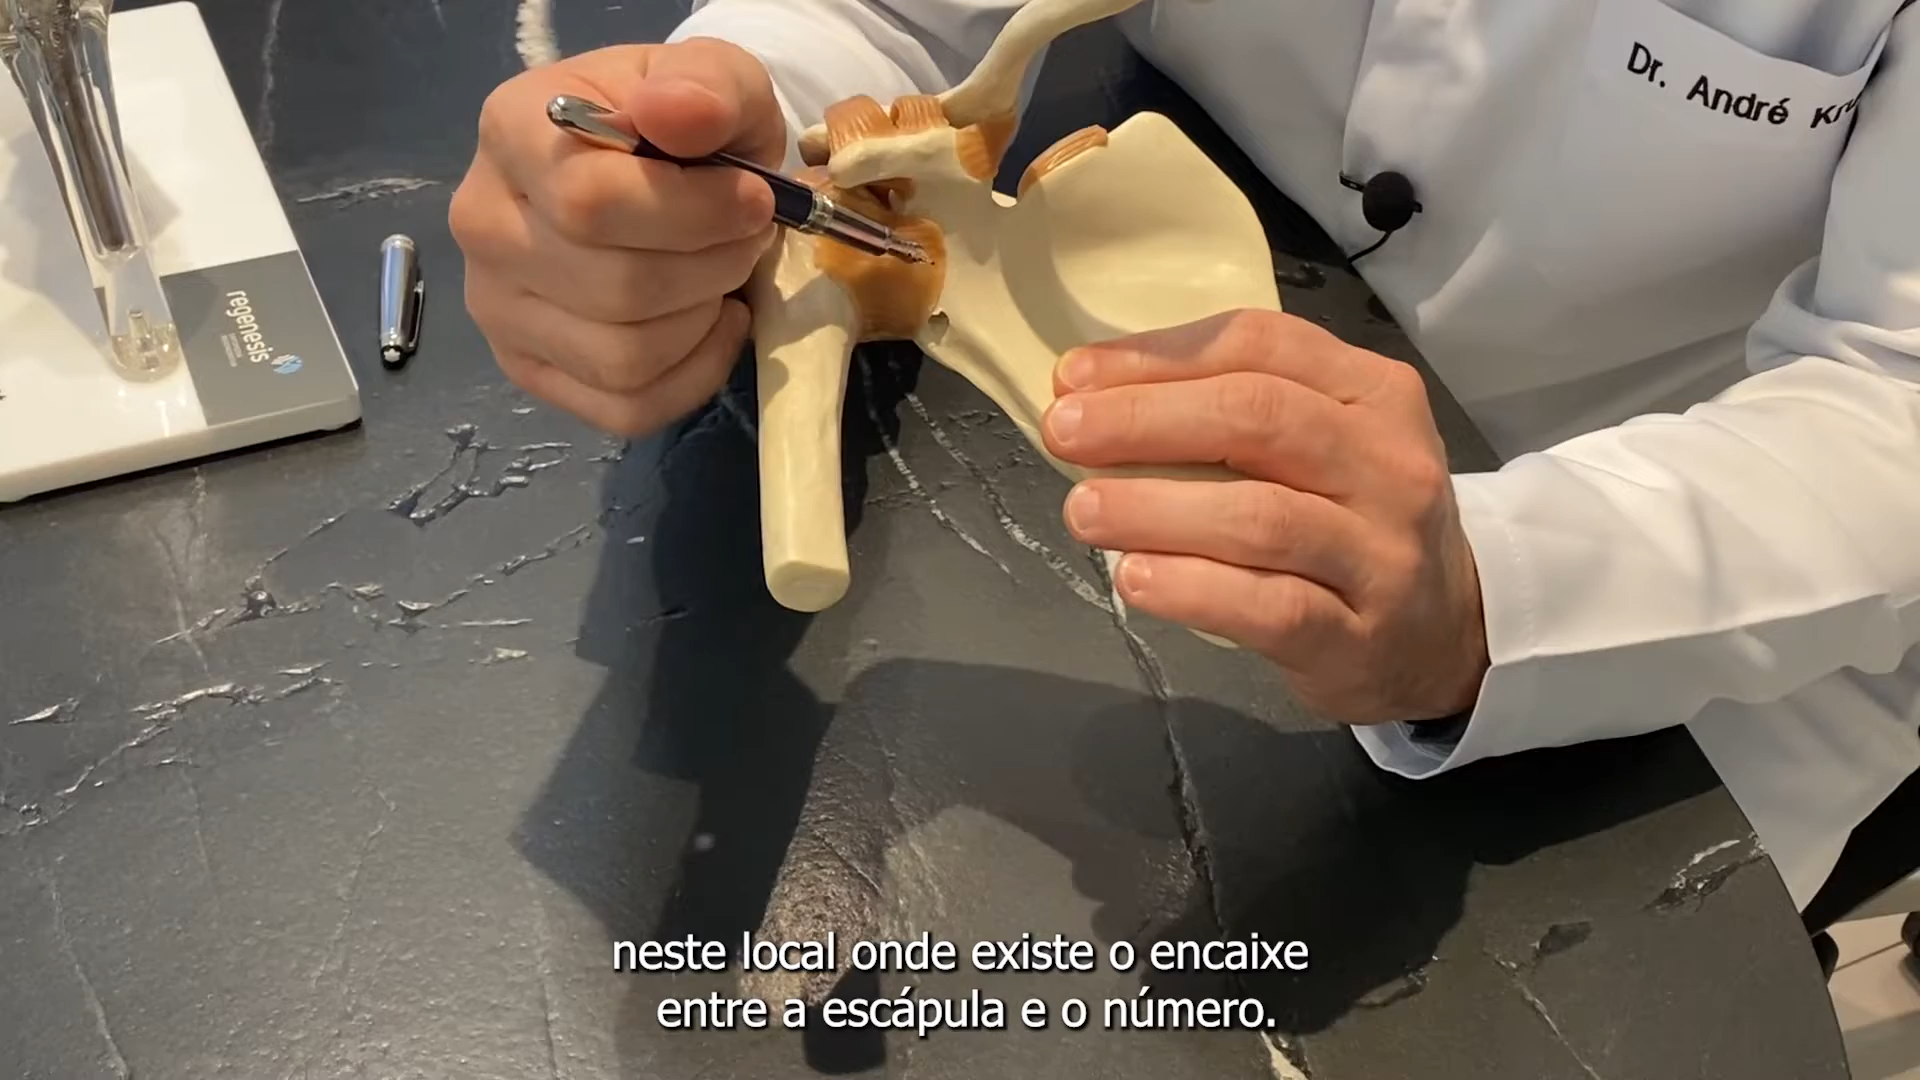 Dr. André
regenesis
neste local onde existe o encaixe
entre a escápula e o número.